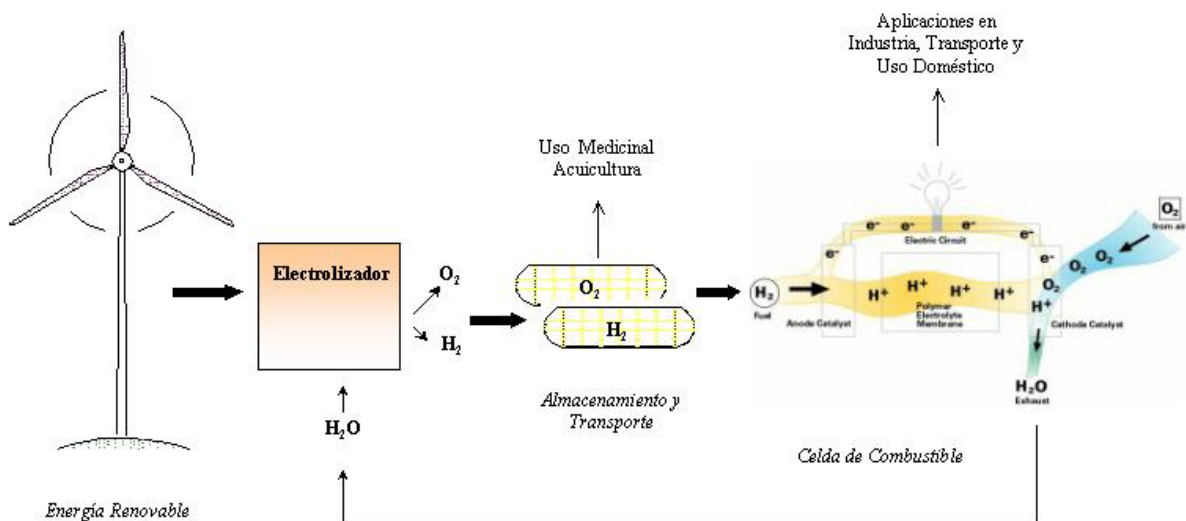 Aplicaciones en
Industria, Transporte y
Uso Doméstico
Uso Medicinal
Acuicultura
Electrolizador
O₂
H₂
O₂
H₂
H₂O
Almacenamiento y
Transporte
Energía Renovable
H₂
Fuel
e-
e-
e-
e-
e-
e-
Electric Circuit
H+
H+
H+
H+
H+
Polymer
Electrolyte
Membrane
Anode Catalyst
Cathode Catalyst
O₂
from air
O₂
O₂
O₂
H₂O
Exhaust
Celda de Combustible